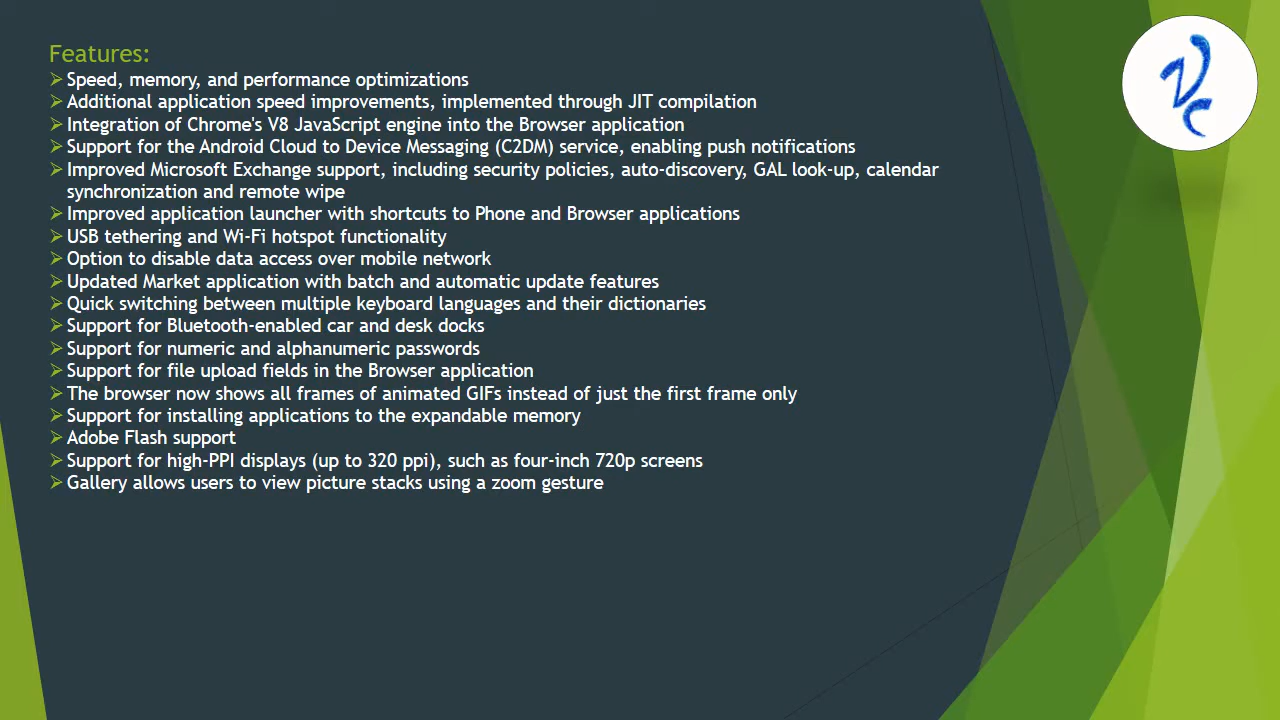 Features:
➢Speed, memory, and performance optimizations
➢Additional application speed improvements, implemented through JIT compilation
➢Integration of Chrome's V8 JavaScript engine into the Browser application
➢Support for the Android Cloud to Device Messaging (C2DM) service, enabling push notifications
➢Improved Microsoft Exchange support, including security policies, auto-discovery, GAL look-up, calendar
synchronization and remote wipe
➢Improved application launcher with shortcuts to Phone and Browser applications
➢USB tethering and Wi-Fi hotspot functionality
➢Option to disable data access over mobile network
➢Updated Market application with batch and automatic update features
➢Quick switching between multiple keyboard languages and their dictionaries
➢Support for Bluetooth-enabled car and desk docks
➢Support for numeric and alphanumeric passwords
➢Support for file upload fields in the Browser application
➢The browser now shows all frames of animated GIFs instead of just the first frame only
➢Support for installing applications to the expandable memory
➢Adobe Flash support
➢Support for high-PPI displays (up to 320 ppi), such as four-inch 720p screens
➢Gallery allows users to view picture stacks using a zoom gesture